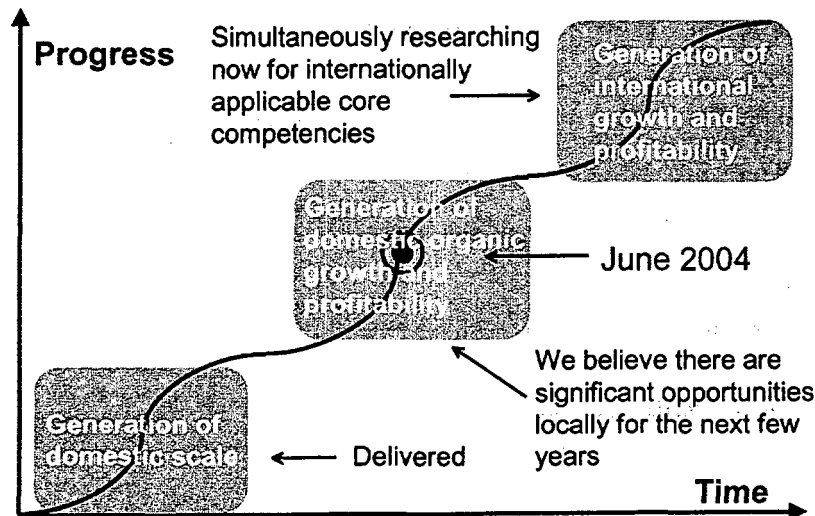 Progress
Simultaneously researching
now for internationally
applicable core
competencies
Generation of
international
growth and
profitability
Generation of
domestic organic
growth and
profitability
June 2004
We believe there are
significant opportunities
locally for the next few
years
Generation of
domestic scale
Delivered
Time